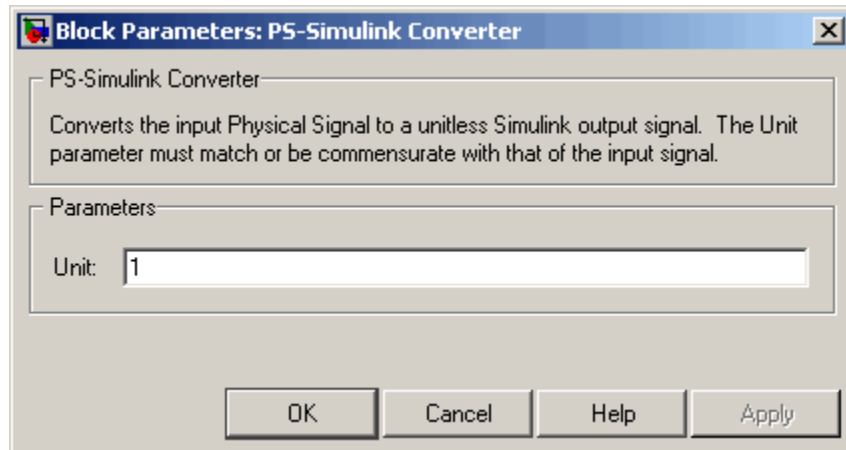 Block Parameters: PS-Simulink Converter
PS-Simulink Converter
Converts the input Physical Signal to a unitless Simulink output signal. The Unit
parameter must match or be commensurate with that of the input signal.
Parameters
Unit: 1
OK Cancel Help Apply